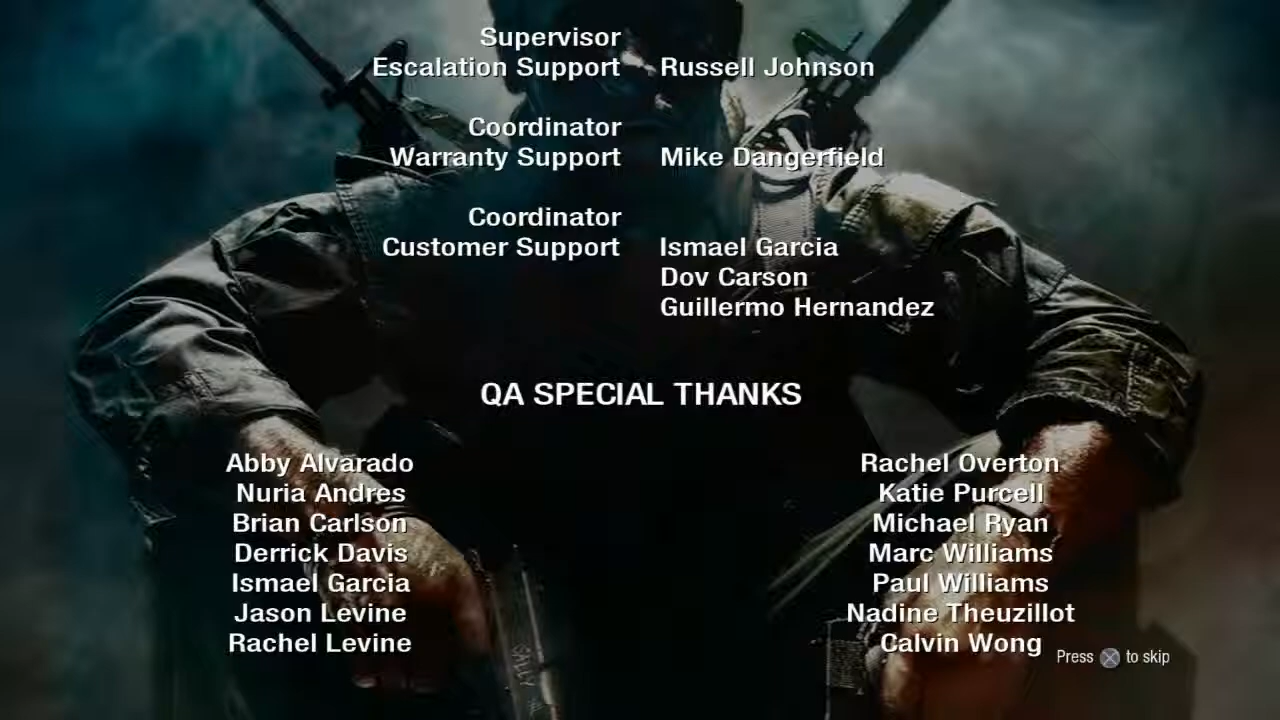 Supervisor
Escalation Support Russell Johnson
Coordinator
Warranty Support Mike Dangerfield
Coordinator
Customer Support Ismael Garcia
Dov Carson
Guillermo Hernandez
QA SPECIAL THANKS
Abby Alvarado
Nuria Andres
Brian Carlson
Derrick Davis
Ismael Garcia
Jason Levine
Rachel Levine
Rachel Overton
Katie Purcell
Michael Ryan
Marc Williams
Paul Williams
Nadine Theuzillot
Calvin Wong
Press to skip